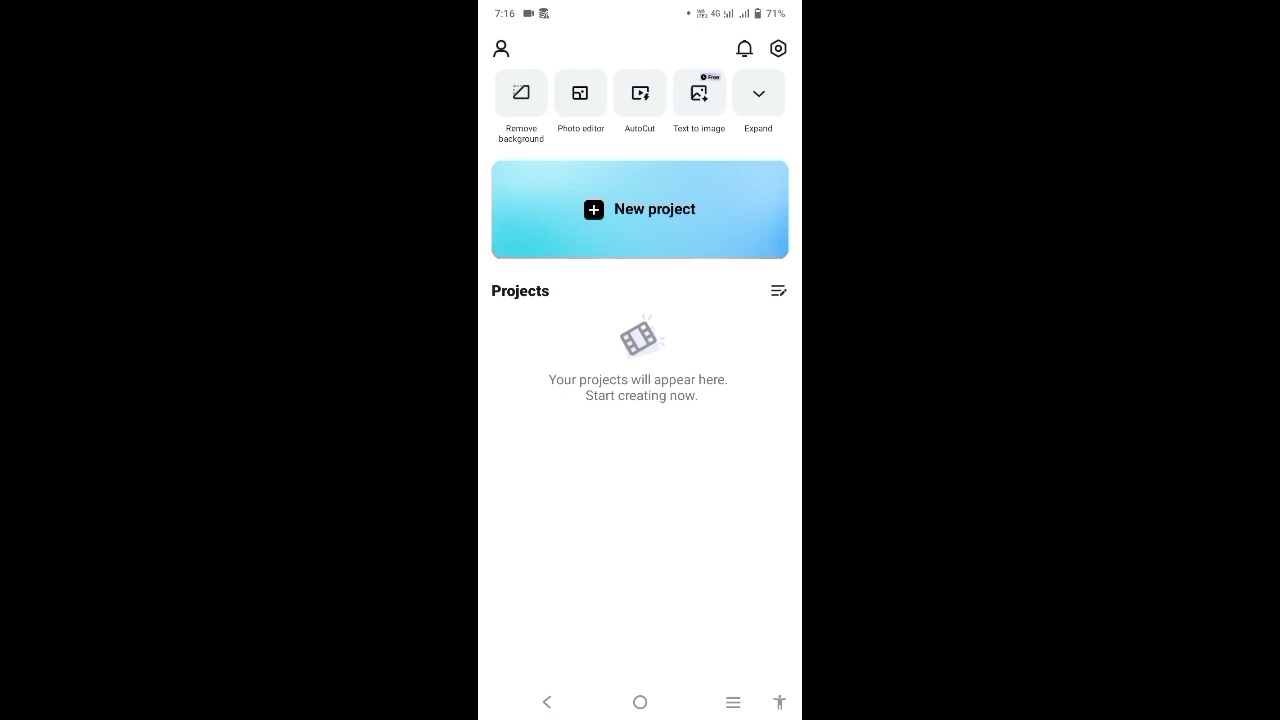 7:16
4G 71%
Free
Remove background
Photo editor
AutoCut
Text to image
Expand
New project
Projects
Your projects will appear here.
Start creating now.